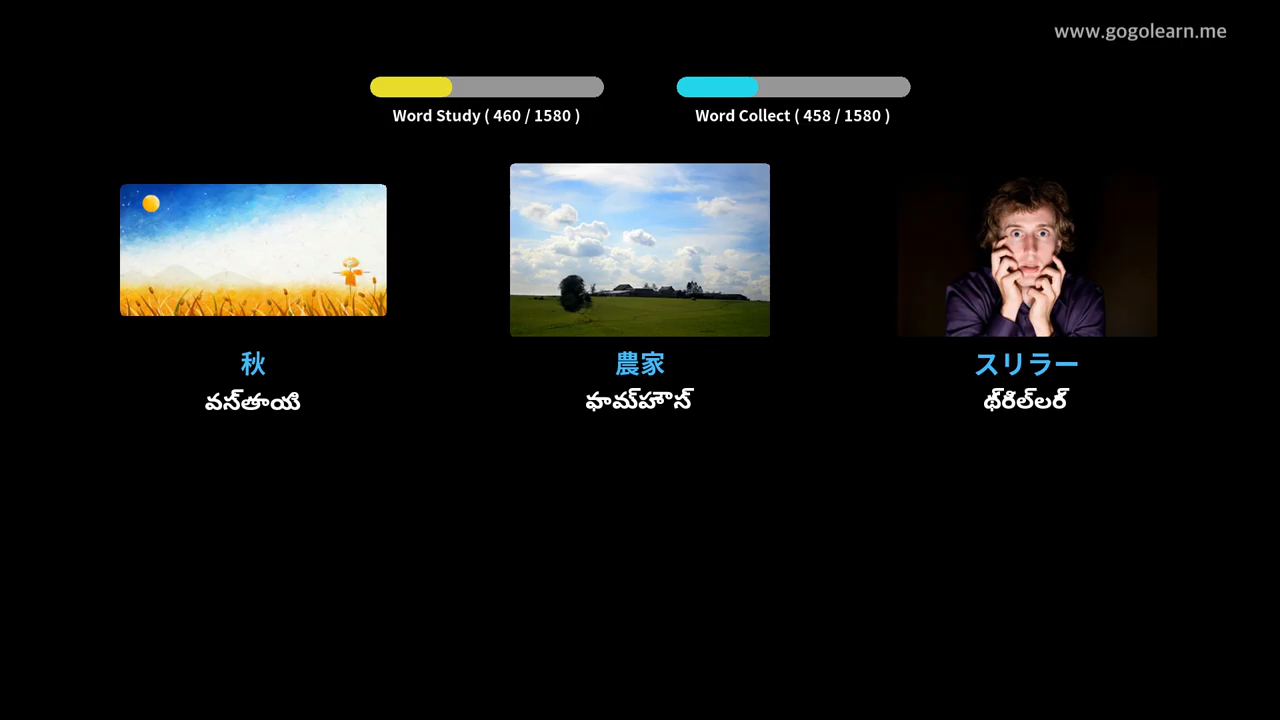 www.gogolearn.me
Word Study ( 460 / 1580 )
Word Collect ( 458 / 1580 )
秋
వస్తాయి
農家
ఫామ్‌హౌస్
スリラー
థ్రిల్లర్